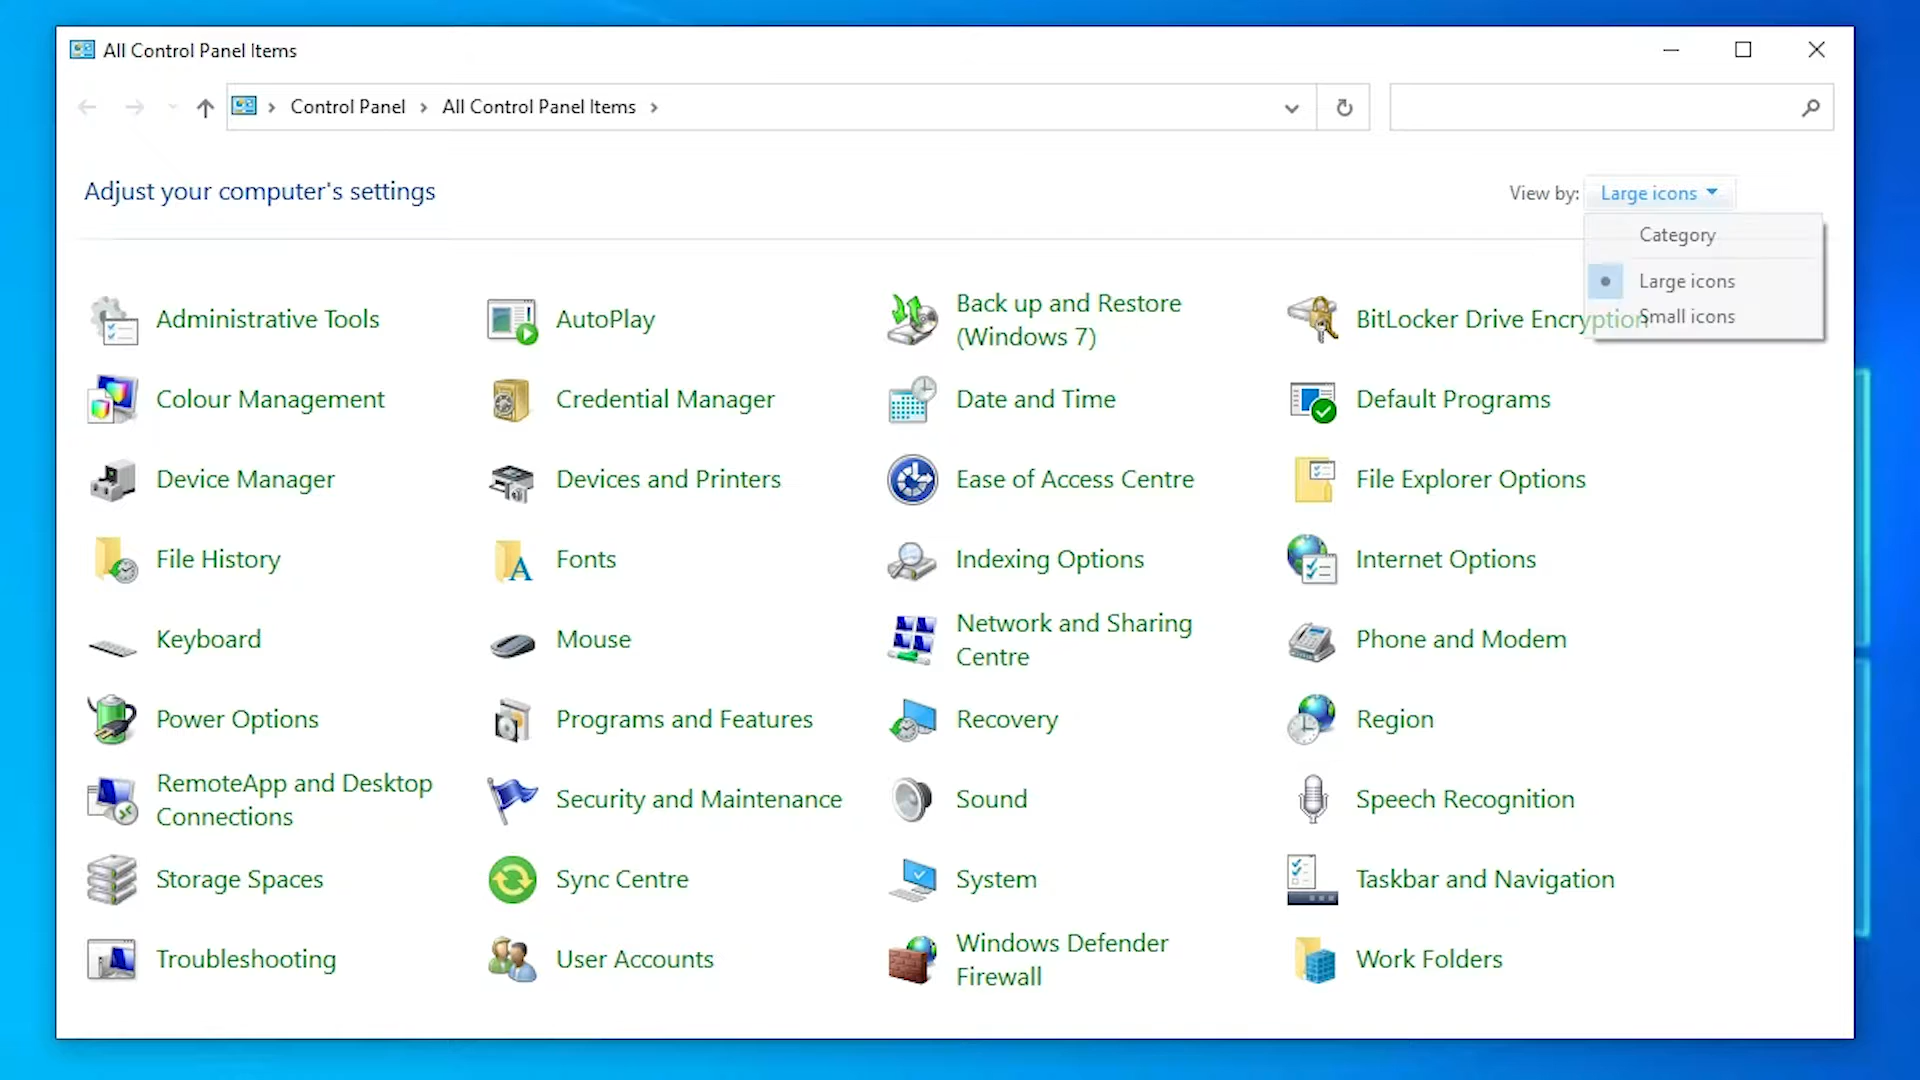 All Control Panel Items
Control Panel
All Control Panel Items
Adjust your computer's settings
View by:
Large icons
Category
Large icons
Small icons
Administrative Tools
AutoPlay
Back up and Restore
(Windows 7)
BitLocker Drive Encryption
Colour Management
Credential Manager
Date and Time
Default Programs
Device Manager
Devices and Printers
Ease of Access Centre
File Explorer Options
File History
Fonts
Indexing Options
Internet Options
Keyboard
Mouse
Network and Sharing
Centre
Phone and Modem
Power Options
Programs and Features
Recovery
Region
RemoteApp and Desktop
Connections
Security and Maintenance
Sound
Speech Recognition
Storage Spaces
Sync Centre
System
Taskbar and Navigation
Troubleshooting
User Accounts
Windows Defender
Firewall
Work Folders